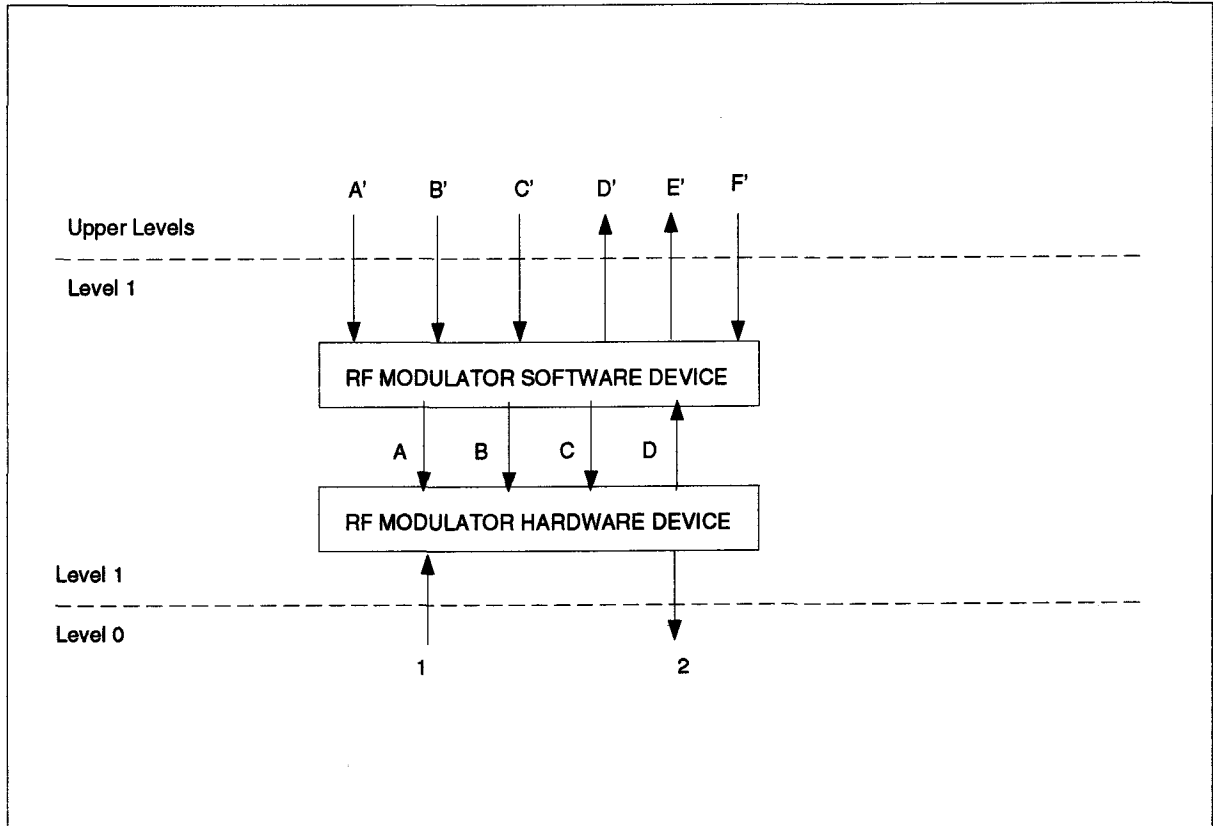 A' B' C' D' E' F'
Upper Levels
Level 1
RF MODULATOR SOFTWARE DEVICE
A B C D
RF MODULATOR HARDWARE DEVICE
Level 1
Level 0
1 2